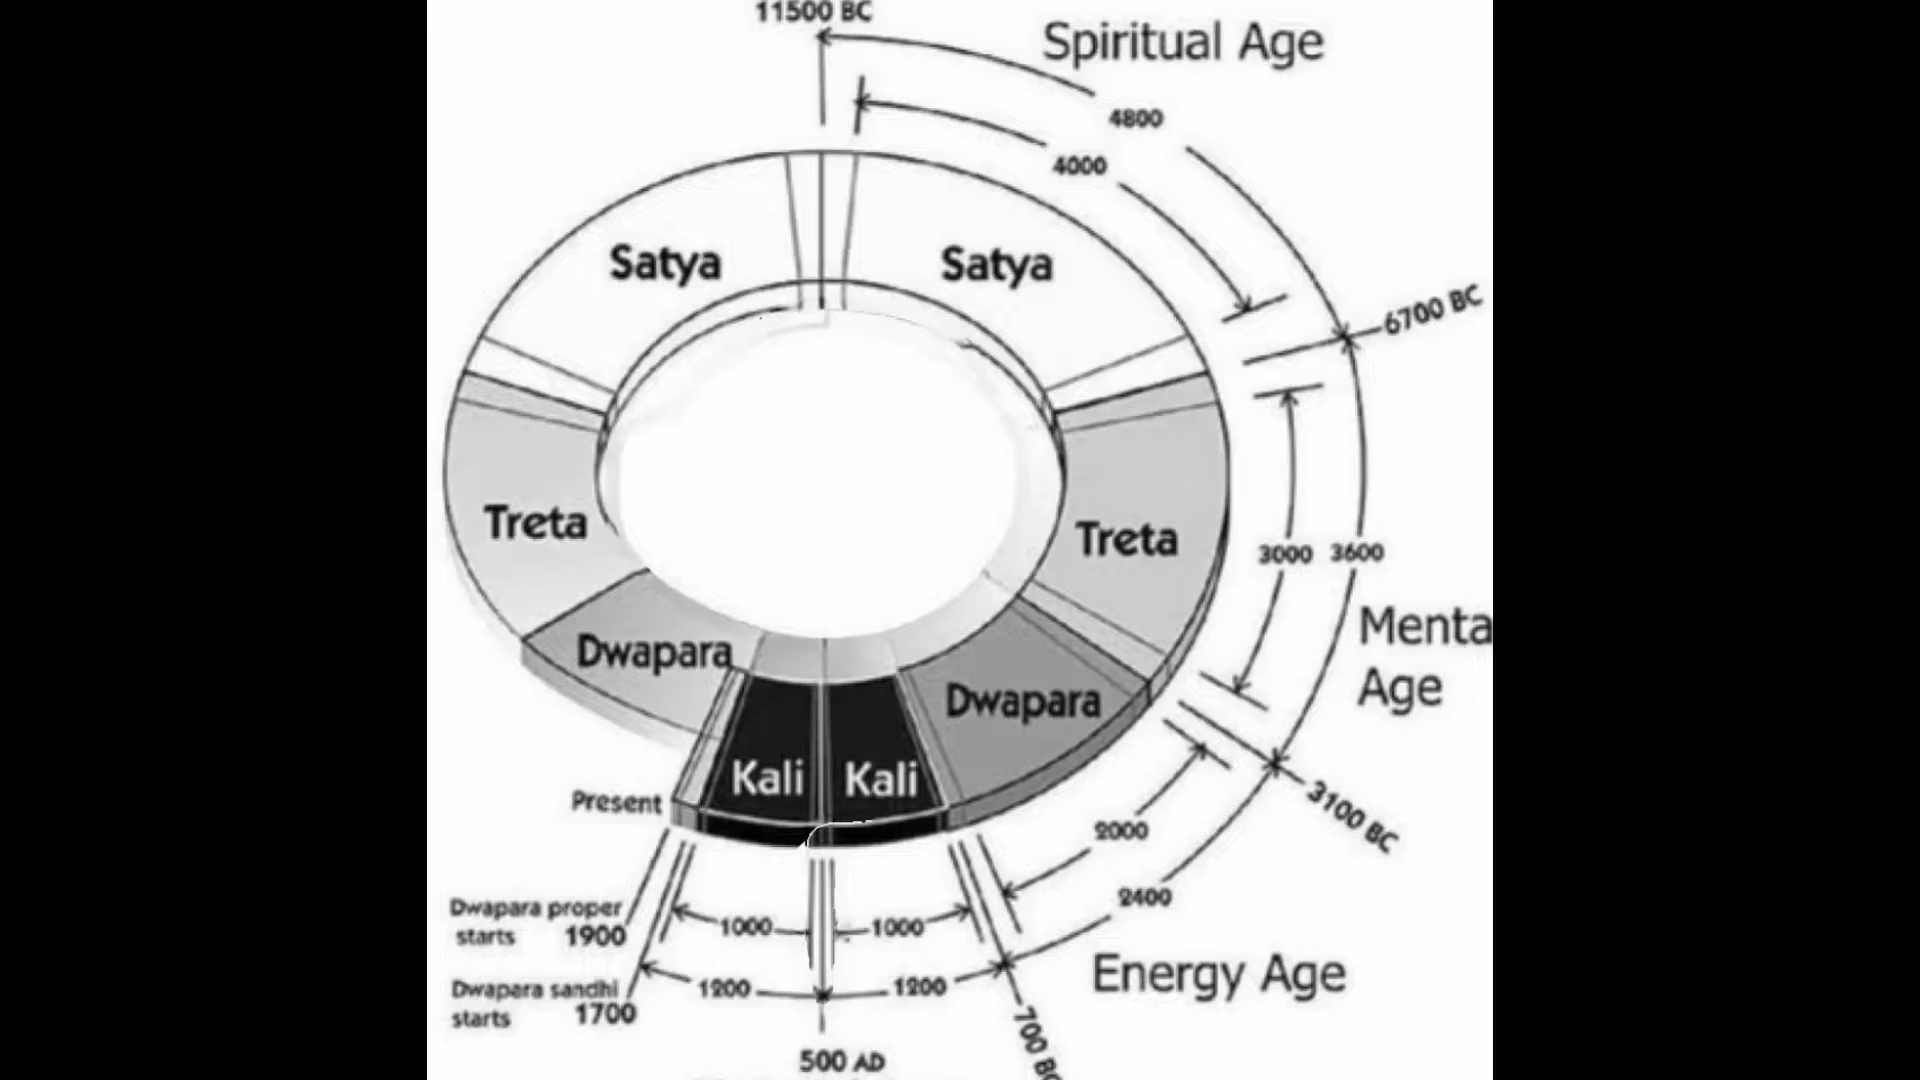 11500 BC
Spiritual Age
4800
4000
Satya
Satya
6700 BC
Treta
Treta
3000
3600
Menta
Age
Dwapara
Dwapara
Kali
Kali
Present
3100 BC
2000
2400
Dwapara proper
starts 1900
1000
1000
Energy Age
Dwapara sandhi
starts 1700
1200
1200
700 BC
500 AD